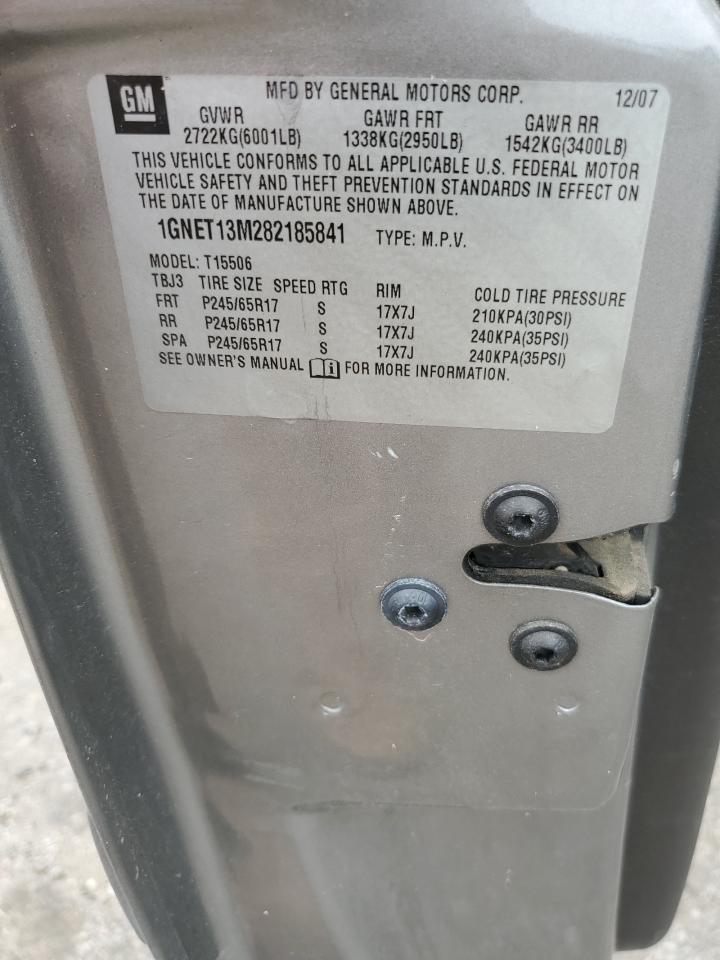 GM MFD BY GENERAL MOTORS CORP. 12/07
GVWR GAWR FRT GAWR RR
2722KG(6001LB) 1338KG(2950LB) 1542KG(3400LB)
THIS VEHICLE CONFORMS TO ALL APPLICABLE U.S. FEDERAL MOTOR
VEHICLE SAFETY AND THEFT PREVENTION STANDARDS IN EFFECT ON
THE DATE OF MANUFACTURE SHOWN ABOVE.
1GNET13M282185841 TYPE: M.P.V.
MODEL: T15506
TBJ3 TIRE SIZE SPEED RTG RIM COLD TIRE PRESSURE
FRT P245/65R17 S 17X7J 210KPA(30PSI)
RR P245/65R17 S 17X7J 240KPA(35PSI)
SPA P245/65R17 S 17X7J 240KPA(35PSI)
SEE OWNER'S MANUAL FOR MORE INFORMATION.